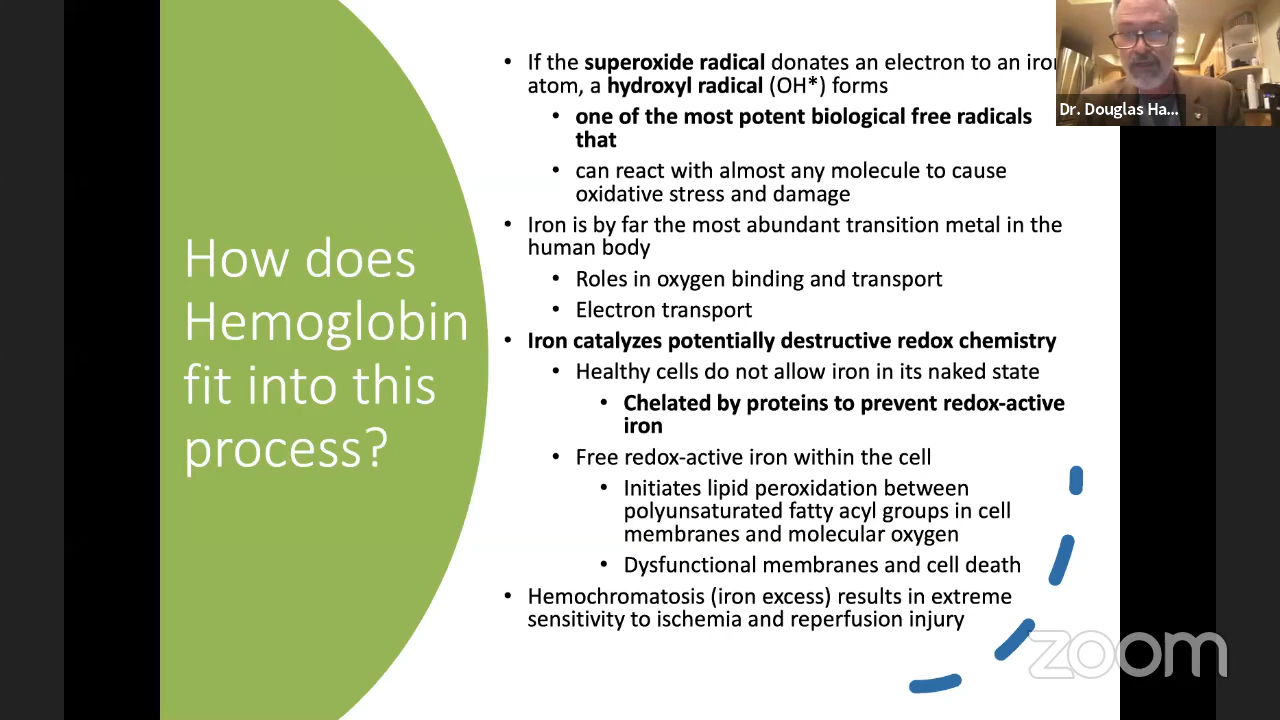 How does
Hemoglobin
fit into this
process?
• If the superoxide radical donates an electron to an iron
atom, a hydroxyl radical (OH*) forms
• one of the most potent biological free radicals
that
• can react with almost any molecule to cause
oxidative stress and damage
• Iron is by far the most abundant transition metal in the
human body
• Roles in oxygen binding and transport
• Electron transport
• Iron catalyzes potentially destructive redox chemistry
• Healthy cells do not allow iron in its naked state
• Chelated by proteins to prevent redox-active
iron
• Free redox-active iron within the cell
• Initiates lipid peroxidation between
polyunsaturated fatty acyl groups in cell
membranes and molecular oxygen
• Dysfunctional membranes and cell death
• Hemochromatosis (iron excess) results in extreme
sensitivity to ischemia and reperfusion injury
Dr. Douglas Ha...
zoom